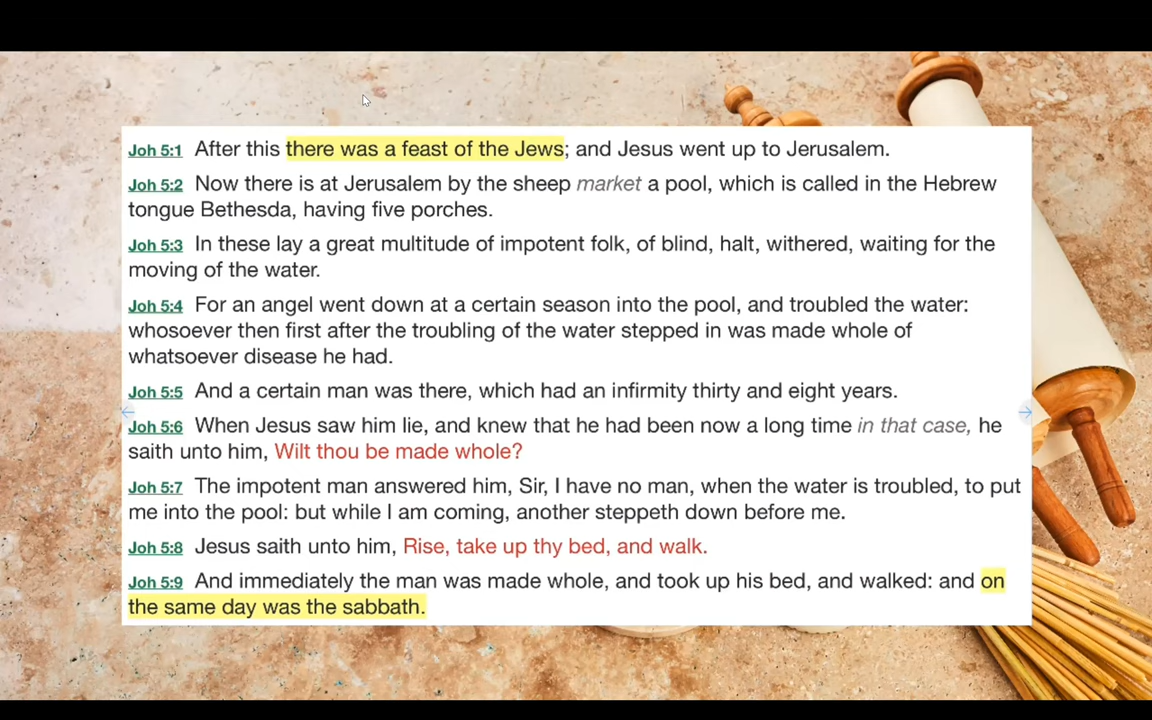 Joh 5:1 After this there was a feast of the Jews; and Jesus went up to Jerusalem.
Joh 5:2 Now there is at Jerusalem by the sheep market a pool, which is called in the Hebrew
tongue Bethesda, having five porches.
Joh 5:3 In these lay a great multitude of impotent folk, of blind, halt, withered, waiting for the
moving of the water.
Joh 5:4 For an angel went down at a certain season into the pool, and troubled the water:
whosoever then first after the troubling of the water stepped in was made whole of
whatsoever disease he had.
Joh 5:5 And a certain man was there, which had an infirmity thirty and eight years.
Joh 5:6 When Jesus saw him lie, and knew that he had been now a long time in that case, he
saith unto him, Wilt thou be made whole?
Joh 5:7 The impotent man answered him, Sir, I have no man, when the water is troubled, to put
me into the pool: but while I am coming, another steppeth down before me.
Joh 5:8 Jesus saith unto him, Rise, take up thy bed, and walk.
Joh 5:9 And immediately the man was made whole, and took up his bed, and walked: and on
the same day was the sabbath.